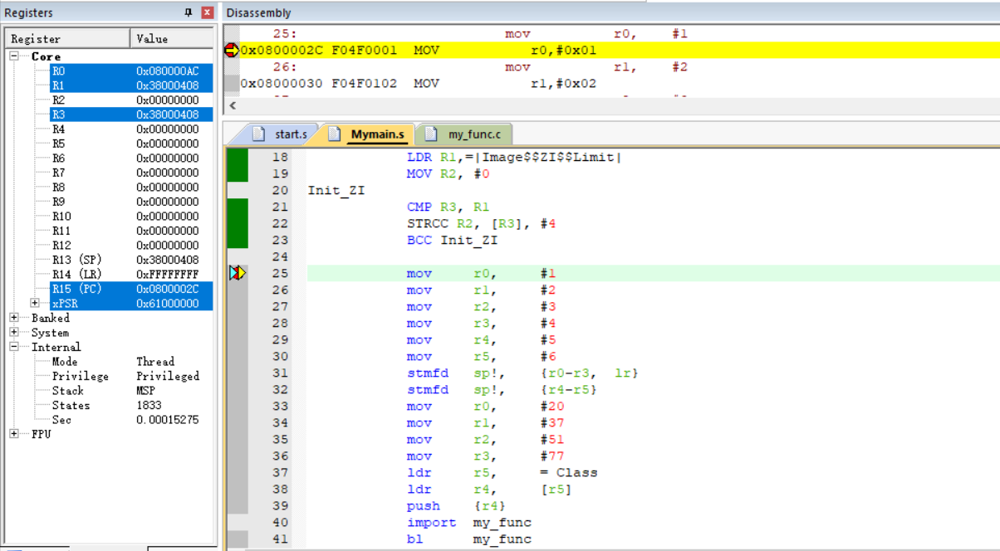 Registers
Register Value
Core
R0 0x080000AC
R1 0x38000408
R2 0x00000000
R3 0x38000408
R4 0x00000000
R5 0x00000000
R6 0x00000000
R7 0x00000000
R8 0x00000000
R9 0x00000000
R10 0x00000000
R11 0x00000000
R12 0x00000000
R13 (SP) 0x38000408
R14 (LR) 0xFFFFFFFF
R15 (PC) 0x0800002C
xPSR 0x61000000
Banked
System
Internal
Mode Thread
Privilege Privileged
Stack MSP
States 1833
Sec 0.00015275
FPU
Disassembly
25: mov r0, #1
0x0800002C F04F0001 MOV r0,#0x01
26: mov r1, #2
0x08000030 F04F0102 MOV r1,#0x02
start.s Mymain.s my_func.c
18 LDR R1,=|Image$$ZI$$Limit|
19 MOV R2, #0
20 Init_ZI
21 CMP R3, R1
22 STRCC R2, [R3], #4
23 BCC Init_ZI
24
25 mov r0, #1
26 mov r1, #2
27 mov r2, #3
28 mov r3, #4
29 mov r4, #5
30 mov r5, #6
31 stmfd sp!, {r0-r3, lr}
32 stmfd sp!, {r4-r5}
33 mov r0, #20
34 mov r1, #37
35 mov r2, #51
36 mov r3, #77
37 ldr r5, = Class
38 ldr r4, [r5]
39 push {r4}
40 import my_func
41 bl my_func